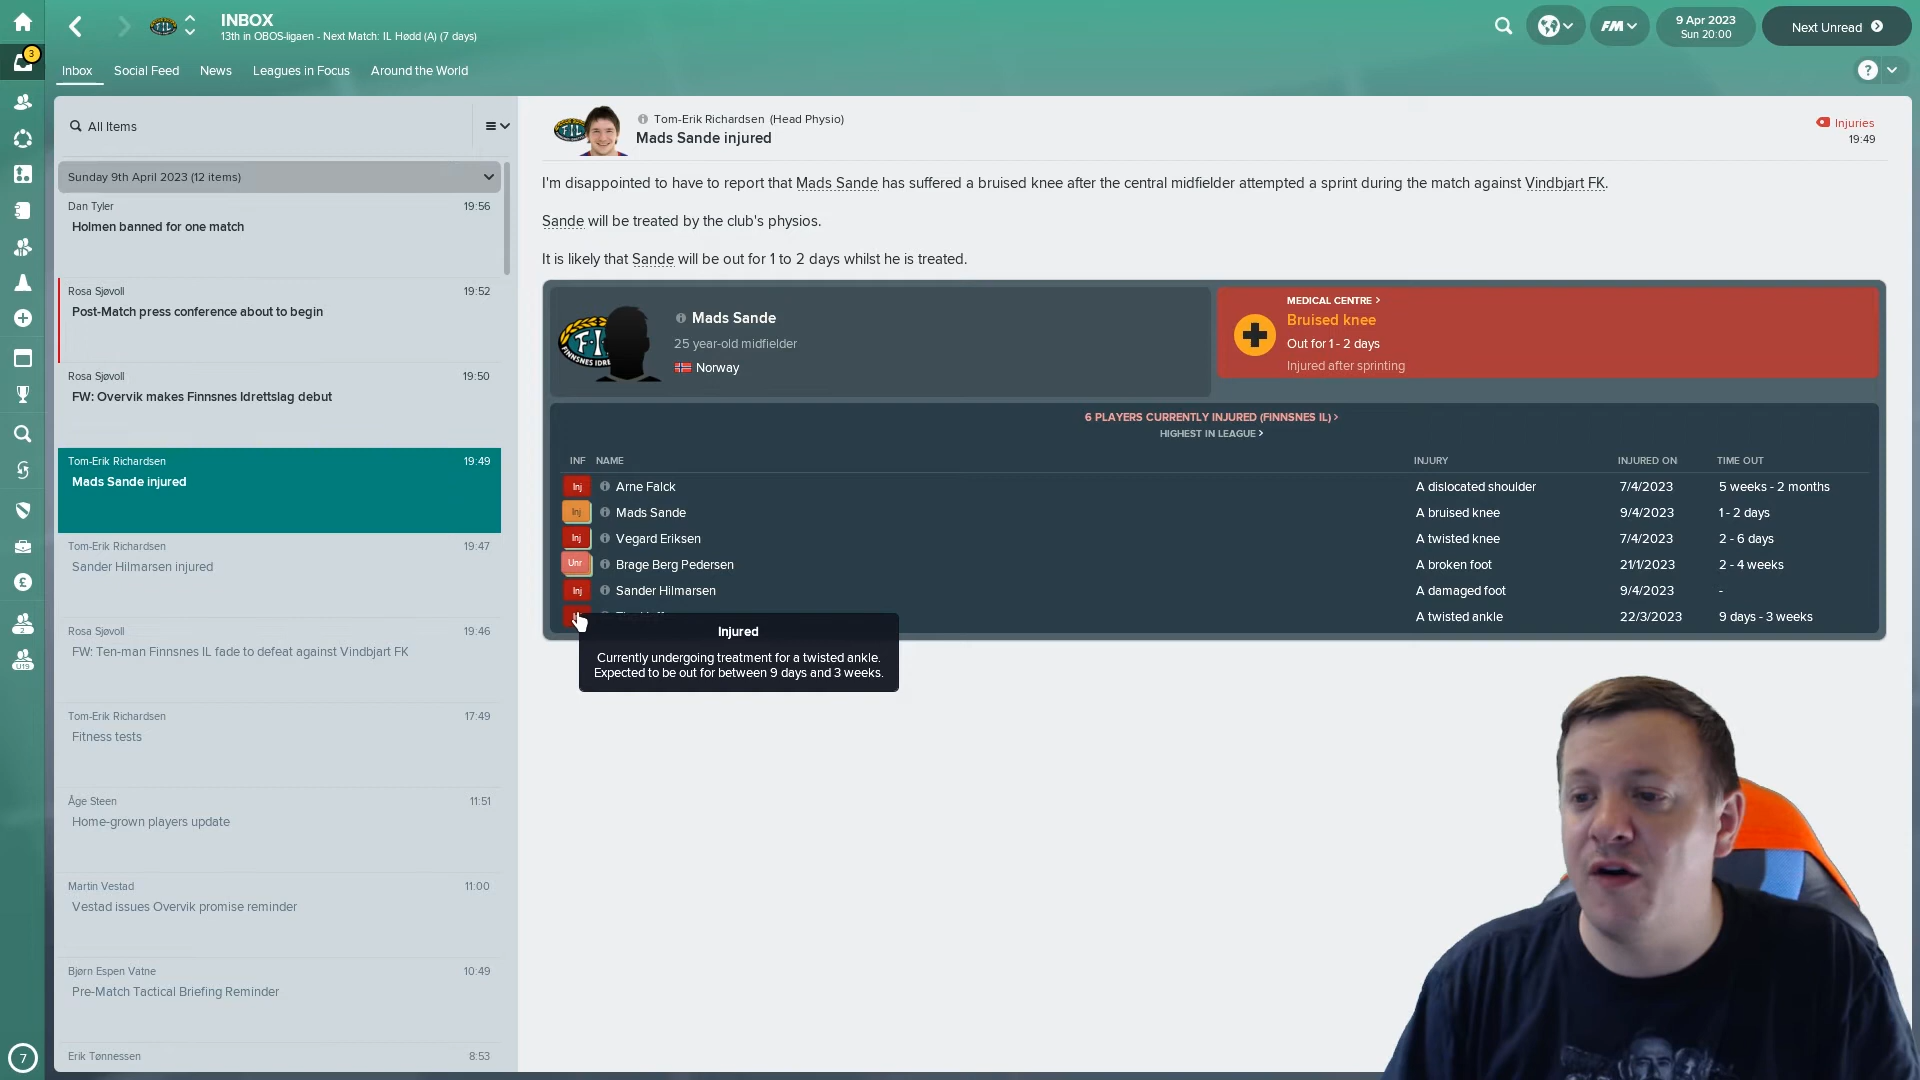 INBOX
13th in OBOS-ligaen - Next Match: IL Hødd (A) (7 days)
FM
9 Apr 2023
Sun 20:00
Next Unread
3
Inbox
Social Feed
News
Leagues in Focus
Around the World
?
All Items
Sunday 9th April 2023 (12 items)
Dan Tyler
19:56
Holmen banned for one match
Rosa Sjøvoll
19:52
Post-Match press conference about to begin
Rosa Sjøvoll
19:50
FW: Overvik makes Finnsnes Idrettslag debut
Tom-Erik Richardsen
19:49
Mads Sande injured
Tom-Erik Richardsen
19:47
Sander Hilmarsen injured
Rosa Sjøvoll
19:46
FW: Ten-man Finnsnes IL fade to defeat against Vindbjart FK
Tom-Erik Richardsen
17:49
Fitness tests
Åge Steen
11:51
Home-grown players update
Martin Vestad
11:00
Vestad issues Overvik promise reminder
Bjørn Espen Vatne
10:49
Pre-Match Tactical Briefing Reminder
Erik Tønnessen
8:53
2
U19
7
Tom-Erik Richardsen (Head Physio)
Mads Sande injured
Injuries
19:49
I'm disappointed to have to report that Mads Sande has suffered a bruised knee after the central midfielder attempted a sprint during the match against Vindbjart FK.
Sande will be treated by the club's physios.
It is likely that Sande will be out for 1 to 2 days whilst he is treated.
Mads Sande
25 year-old midfielder
Norway
MEDICAL CENTRE >
Bruised knee
Out for 1 - 2 days
Injured after sprinting
6 PLAYERS CURRENTLY INJURED (FINNSNES IL) >
HIGHEST IN LEAGUE >
INF NAME INJURY INJURED ON TIME OUT
Inj Arne Falck A dislocated shoulder 7/4/2023 5 weeks - 2 months
Inj Mads Sande A bruised knee 9/4/2023 1 - 2 days
Inj Vegard Eriksen A twisted knee 7/4/2023 2 - 6 days
Unr Brage Berg Pedersen A broken foot 21/1/2023 2 - 4 weeks
Inj Sander Hilmarsen A damaged foot 9/4/2023 -
A twisted ankle 22/3/2023 9 days - 3 weeks
Injured
Currently undergoing treatment for a twisted ankle.
Expected to be out for between 9 days and 3 weeks.